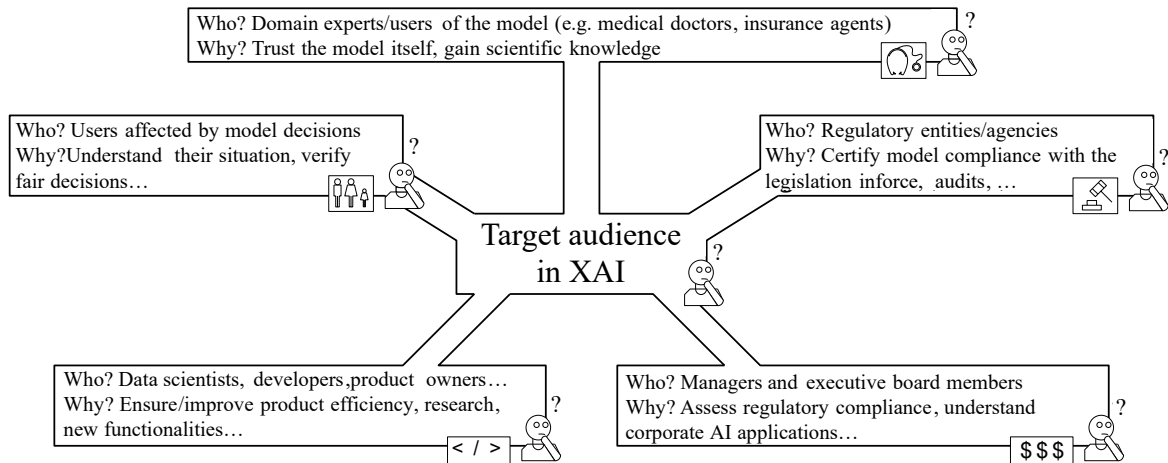 Who? Domain experts/users of the model (e.g. medical doctors, insurance agents)
Why? Trust the model itself, gain scientific knowledge
?
Who? Users affected by model decisions
Why?Understand their situation, verify
fair decisions…
?
Who? Regulatory entities/agencies
Why? Certify model compliance with the
legislation inforce, audits, …
?
Target audience
in XAI
?
Who? Data scientists, developers,product owners…
Why? Ensure/improve product efficiency, research,
new functionalities…
< / >
?
Who? Managers and executive board members
Why? Assess regulatory compliance, understand
corporate AI applications…
$$$
?